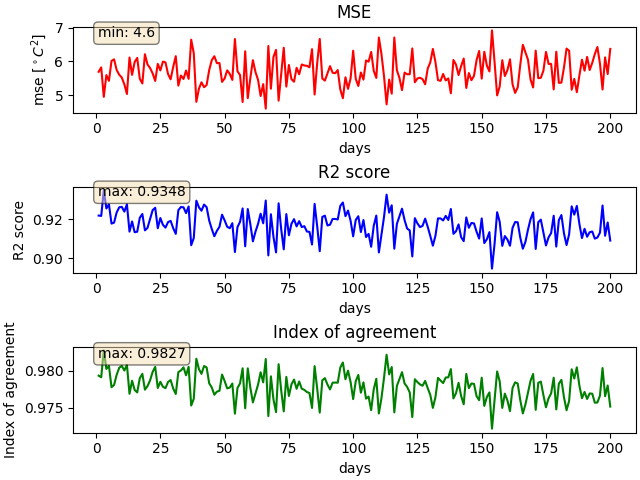 MSE
min: 4.6
mse [°C²]
7
6
5
0 25 50 75 100 125 150 175 200
days
R2 score
max: 0.9348
R2 score
0.92
0.90
0 25 50 75 100 125 150 175 200
days
Index of agreement
max: 0.9827
Index of agreement
0.980
0.975
0 25 50 75 100 125 150 175 200
days